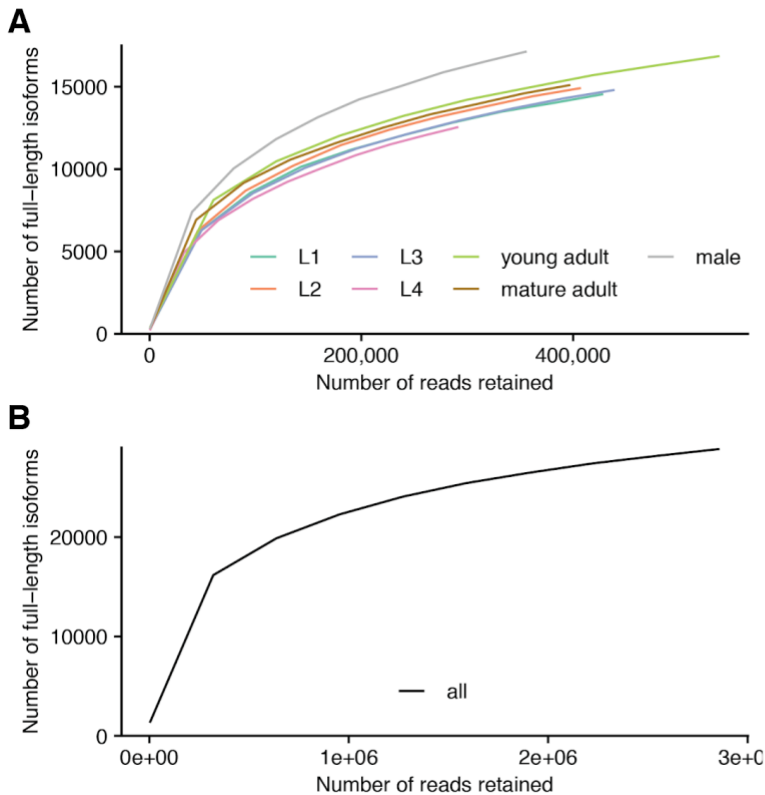 A
Number of full−length isoforms
15000
10000
5000
0
L1 L3 young adult male
L2 L4 mature adult
0 200,000 400,000
Number of reads retained
B
Number of full−length isoforms
20000
10000
0
all
0e+00 1e+06 2e+06
Number of reads retained